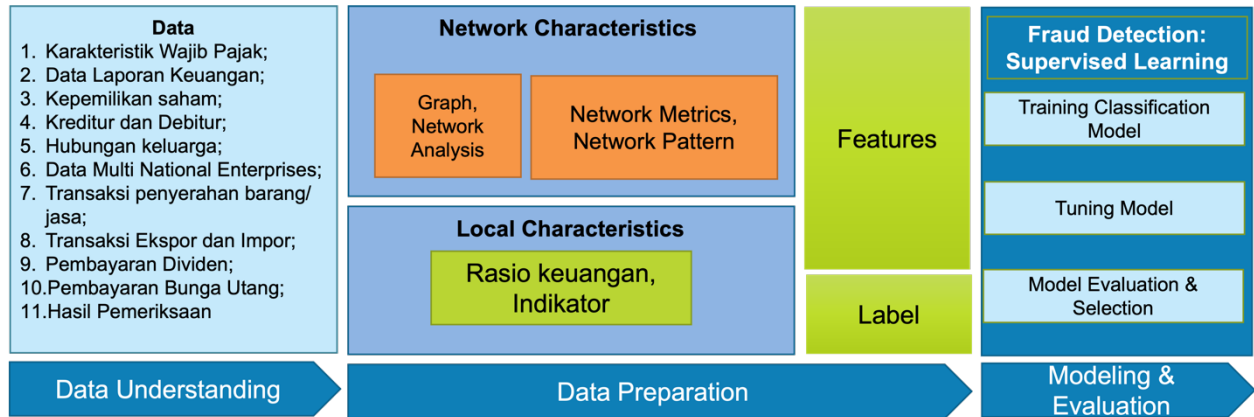 Data
1. Karakteristik Wajib Pajak;
2. Data Laporan Keuangan;
3. Kepemilikan saham;
4. Kreditur dan Debitur;
5. Hubungan keluarga;
6. Data Multi National Enterprises;
7. Transaksi penyerahan barang/
jasa;
8. Transaksi Ekspor dan Impor;
9. Pembayaran Dividen;
10.Pembayaran Bunga Utang;
11.Hasil Pemeriksaan
Data Understanding
Network Characteristics
Graph,
Network
Analysis
Network Metrics,
Network Pattern
Local Characteristics
Rasio keuangan,
Indikator
Features
Label
Data Preparation
Fraud Detection:
Supervised Learning
Training Classification
Model
Tuning Model
Model Evaluation &
Selection
Modeling &
Evaluation